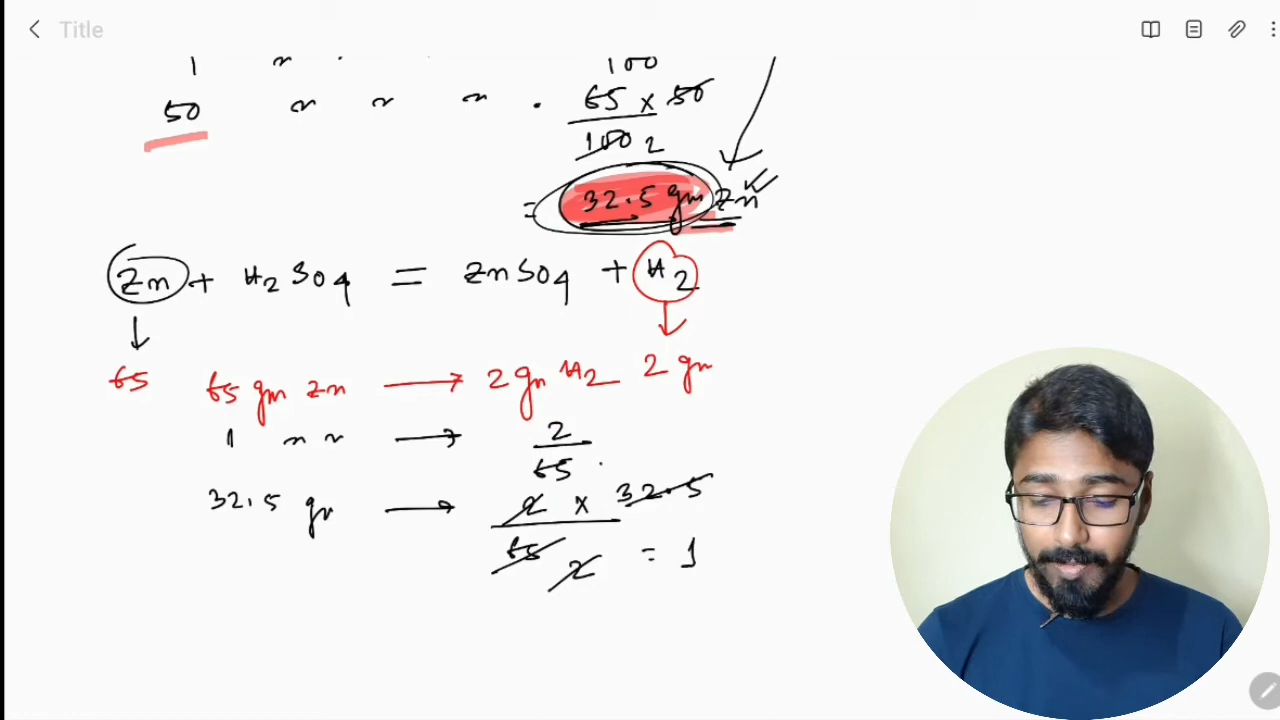 Title
1 " . 100
50 " " " . 65 x 50
100 2
= 32.5 gm Zn
Zn + H2SO4 = ZnSO4 + H2
65 65 gm Zn → 2 gm H2 2 gm
1 " " → 2
65
32.5 gm → 2 x 32.5
65 2 = 1